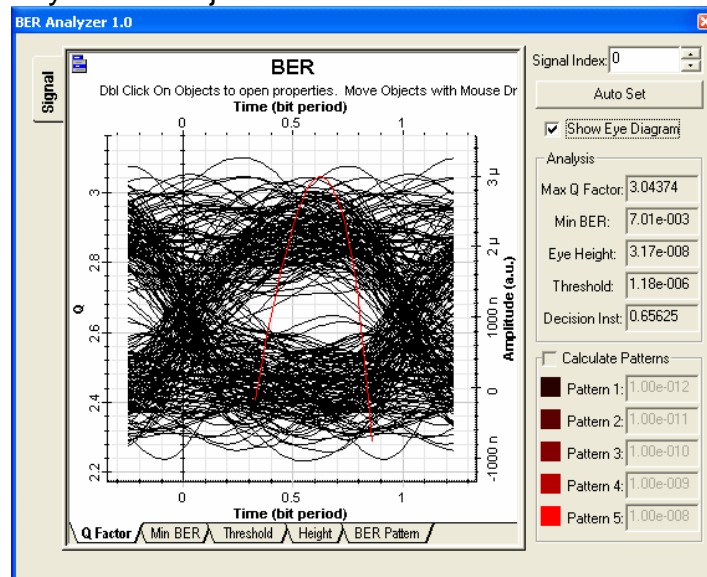 BER Analyzer 1.0
Signal
BER
Dbl Click On Objects to open properties. Move Objects with Mouse Dr
Time (bit period)
0 0.5 1
Q
3
2.8
2.6
2.4
2.2
3 µ
2 µ
1000 n
0
-1000 n
Amplitude (a.u.)
0 0.5 1
Time (bit period)
Q Factor Min BER Threshold Height BER Pattern
Signal Index: 0
Auto Set
Show Eye Diagram
Analysis
Max Q Factor: 3.04374
Min BER: 7.01e-003
Eye Height: 3.17e-008
Threshold: 1.18e-006
Decision Inst: 0.65625
Calculate Patterns
Pattern 1: 1.00e-012
Pattern 2: 1.00e-011
Pattern 3: 1.00e-010
Pattern 4: 1.00e-009
Pattern 5: 1.00e-008